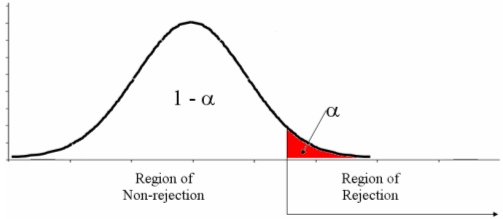 1 - α
α
Region of
Non-rejection
Region of
Rejection